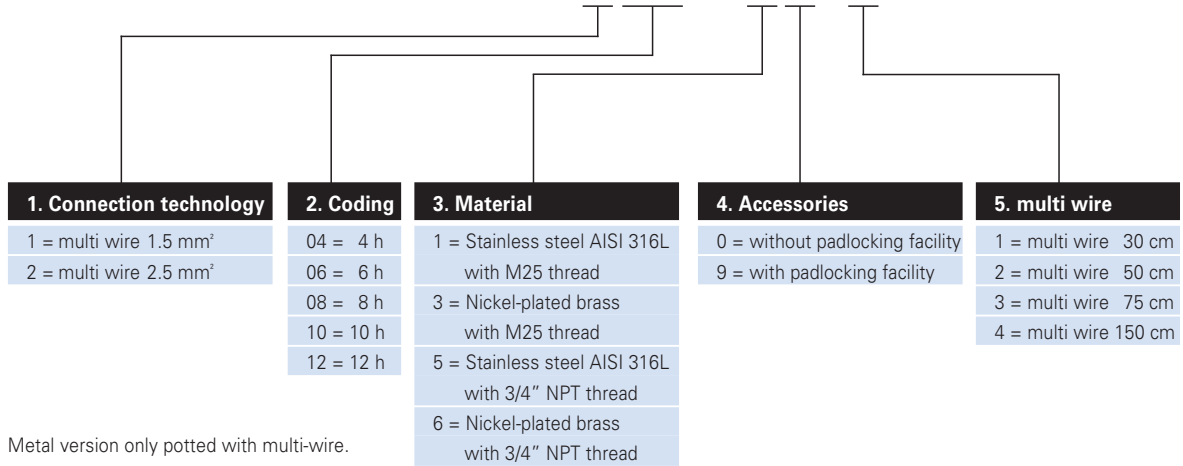 1. Connection technology
1 = multi wire 1.5 mm²
2 = multi wire 2.5 mm²
2. Coding
04 = 4 h
06 = 6 h
08 = 8 h
10 = 10 h
12 = 12 h
3. Material
1 = Stainless steel AISI 316L
with M25 thread
3 = Nickel-plated brass
with M25 thread
5 = Stainless steel AISI 316L
with 3/4” NPT thread
6 = Nickel-plated brass
with 3/4” NPT thread
4. Accessories
0 = without padlocking facility
9 = with padlocking facility
5. multi wire
1 = multi wire 30 cm
2 = multi wire 50 cm
3 = multi wire 75 cm
4 = multi wire 150 cm
Metal version only potted with multi-wire.